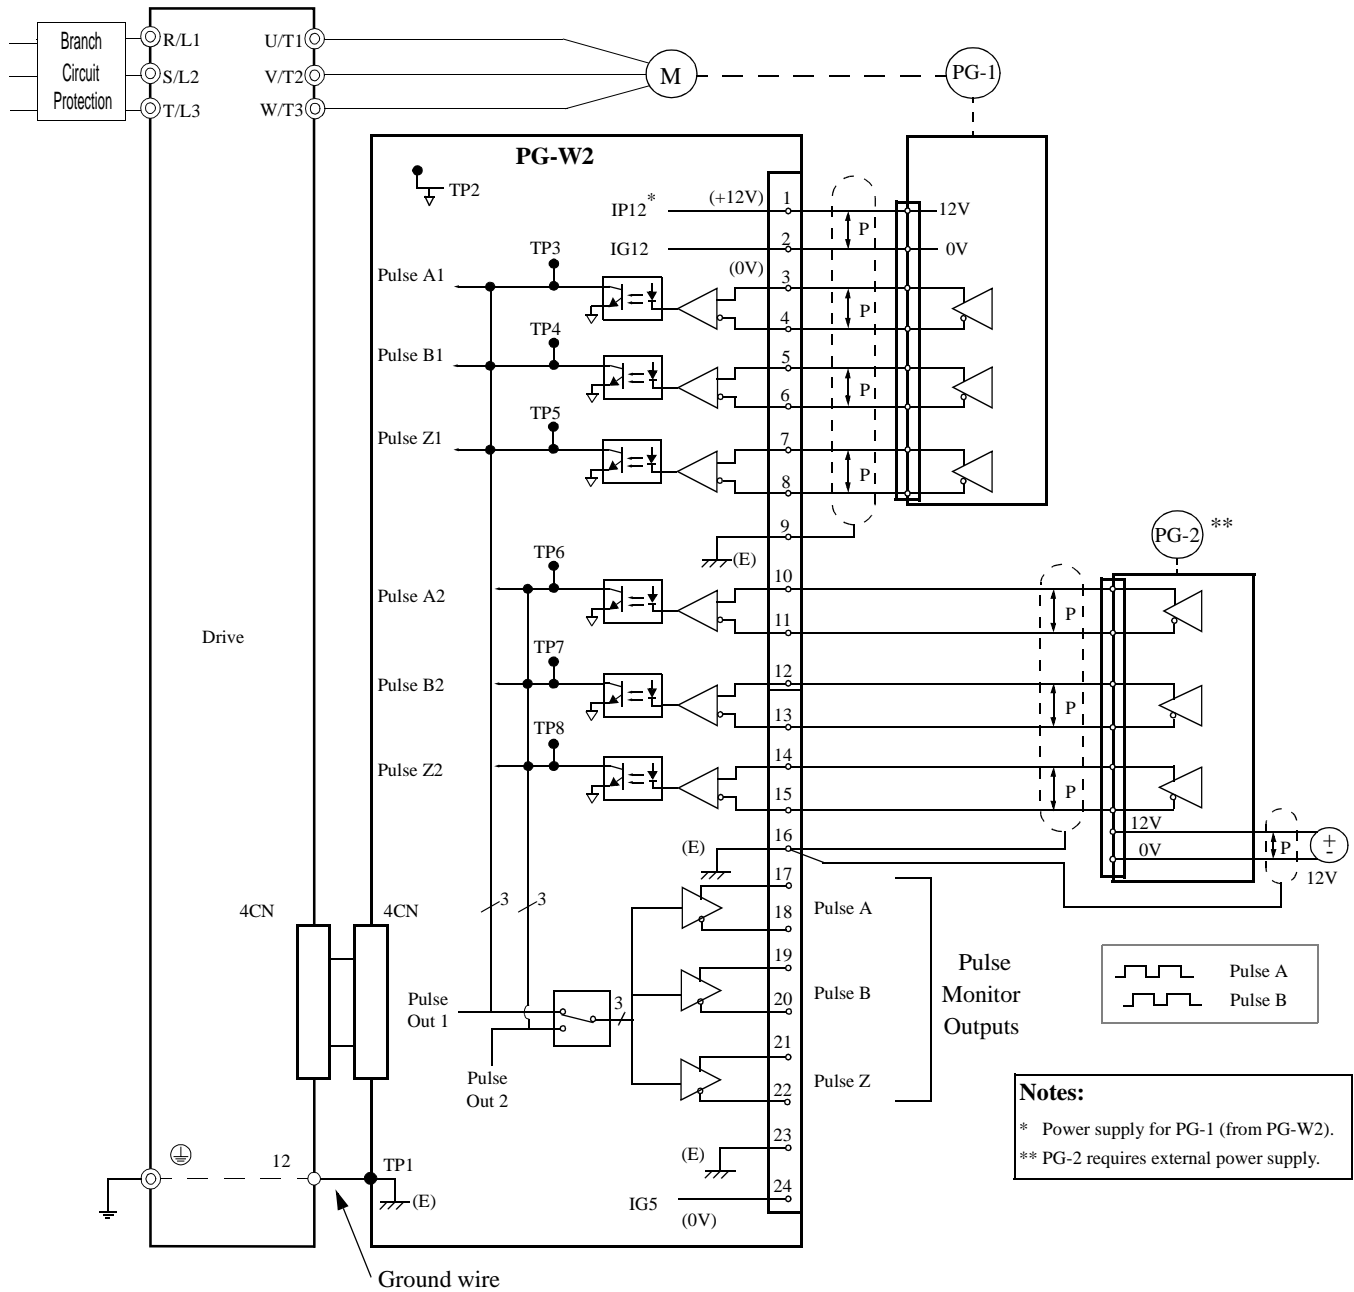 Branch
Circuit
Protection
R/L1
S/L2
T/L3
U/T1
V/T2
W/T3
M
PG-1
PG-W2
TP2
IP12*
(+12V)
1
P
12V
IG12
2
0V
(0V)
Pulse A1
TP3
3
4
P
Pulse B1
TP4
5
6
P
Pulse Z1
TP5
7
8
P
9
(E)
PG-2
**
Pulse A2
TP6
10
11
P
Drive
Pulse B2
TP7
12
13
P
Pulse Z2
TP8
14
15
P
12V
0V
P
+
-
12V
(E)
16
4CN
4CN
3
3
17
18
Pulse A
19
20
Pulse B
21
22
Pulse Z
Pulse
Monitor
Outputs
Pulse
Out 1
3
Pulse
Out 2
Pulse A
Pulse B
Notes:
* Power supply for PG-1 (from PG-W2).
** PG-2 requires external power supply.
(E)
23
12
TP1
(E)
IG5
(0V)
24
Ground wire